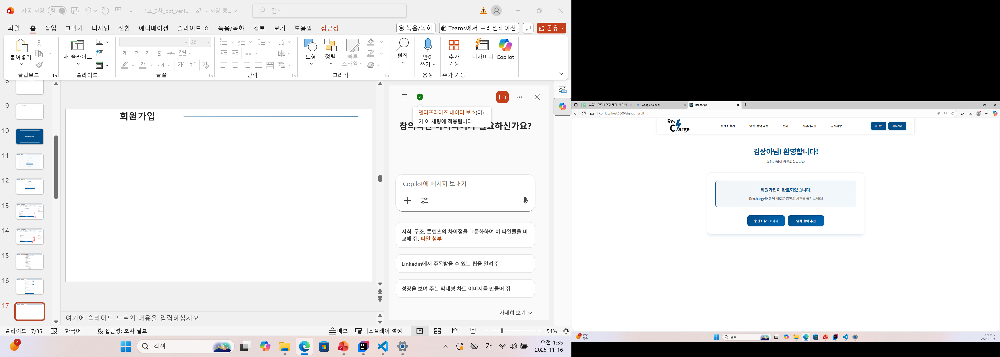 자동 저장 켬 1조_2차_ppt_ver1.... • 저장 중... 검색
파일 홈 삽입 그리기 디자인 전환 애니메이션 슬라이드 쇼 녹음/녹화 검토 보기 도움말 접근성 녹음/녹화 Teams에서 프레젠테이션 공유
28
붙여넣기
새 슬라이드
가 가 가 S 가나 가나
가 가가 가^ 가ˇ
도형 정렬 빠른 스타일
편집
받아 쓰기
추가 기능
디자이너
Copilot
클립보드 슬라이드 글꼴 단락 그리기 음성 추가 기능
8
9
10
11
12
13
14
15
16
17
회원가입
여기에 슬라이드 노트의 내용을 입력하십시오
엔터프라이즈 데이터 보호(이)
가 이 채팅에 적용됩니다.
요하신가요?
Copilot에 메시지 보내기
서식, 구조, 콘텐츠의 차이점을 그룹화하여 이 파일들을 비
교해 줘. 파일 첨부
Linkedin에서 주목받을 수 있는 팁을 알려 줘
성장을 보여 주는 막대형 차트 이미지를 만들어 줘
자세히 보기
슬라이드 17/35 한국어 접근성: 조사 필요 메모 디스플레이 설정 54%
4 검색 가 오전 1:35
2025-11-16
노트북 인터넷연결 끊김 : 네이버 Google Gemini React App
localhost:3000/signup_result
Re:
Charge
충전소 찾기 영화·음악 추천 운세 자유게시판 공지사항 로그인 회원가입
김상아님! 환영합니다!
회원가입이 완료되었습니다
회원가입이 완료되었습니다.
Re:charge와 함께 새로운 충전의 시간을 즐겨보세요!
충전소 찾으러가기 영화·음악 추천
4 16°C
맑음
검색
오전 1:35
2025-11-16